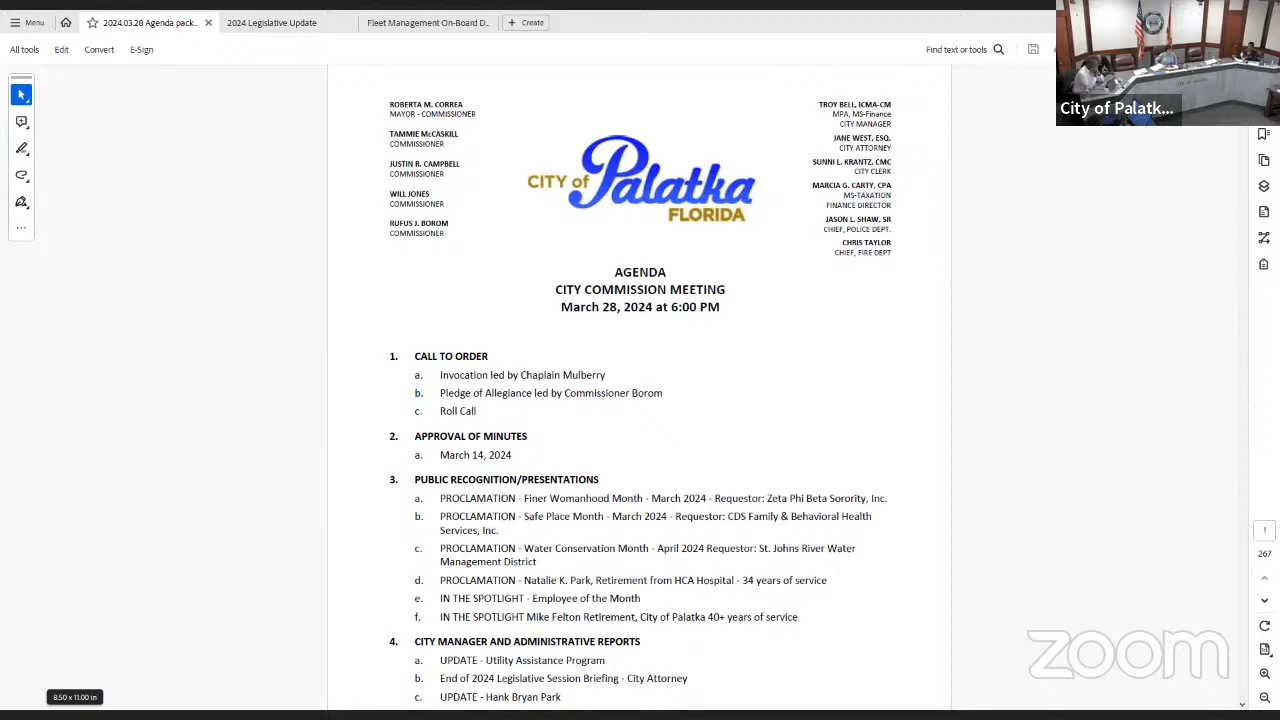 Menu
2024.03.28 Agenda pack...
2024 Legislative Update
Fleet Management On-Board D...
Create
All tools
Edit
Convert
E-Sign
Find text or tools
City of Palatk...
ROBERTA M. CORREA
MAYOR - COMMISSIONER
TAMMIE McCASKILL
COMMISSIONER
JUSTIN R. CAMPBELL
COMMISSIONER
WILL JONES
COMMISSIONER
RUFUS J. BOROM
COMMISSIONER
CITY of Palatka
FLORIDA
TROY BELL, ICMA-CM
MPA, MS-Finance
CITY MANAGER
JANE WEST, ESQ.
CITY ATTORNEY
SUNNI L. KRANTZ, CMC
CITY CLERK
MARCIA G. CARTY, CPA
MS-TAXATION
FINANCE DIRECTOR
JASON L. SHAW, SR
CHIEF, POLICE DEPT.
CHRIS TAYLOR
CHIEF, FIRE DEPT
AGENDA
CITY COMMISSION MEETING
March 28, 2024 at 6:00 PM
1. CALL TO ORDER
a. Invocation led by Chaplain Mulberry
b. Pledge of Allegiance led by Commissioner Borom
c. Roll Call
2. APPROVAL OF MINUTES
a. March 14, 2024
3. PUBLIC RECOGNITION/PRESENTATIONS
a. PROCLAMATION - Finer Womanhood Month - March 2024 - Requestor: Zeta Phi Beta Sorority, Inc.
b. PROCLAMATION - Safe Place Month - March 2024 - Requestor: CDS Family & Behavioral Health
Services, Inc.
c. PROCLAMATION - Water Conservation Month - April 2024 Requestor: St. Johns River Water
Management District
d. PROCLAMATION - Natalie K. Park, Retirement from HCA Hospital - 34 years of service
e. IN THE SPOTLIGHT - Employee of the Month
f. IN THE SPOTLIGHT Mike Felton Retirement, City of Palatka 40+ years of service
4. CITY MANAGER AND ADMINISTRATIVE REPORTS
a. UPDATE - Utility Assistance Program
b. End of 2024 Legislative Session Briefing - City Attorney
c. UPDATE - Hank Bryan Park
8.50 x 11.00 in
267
zoom